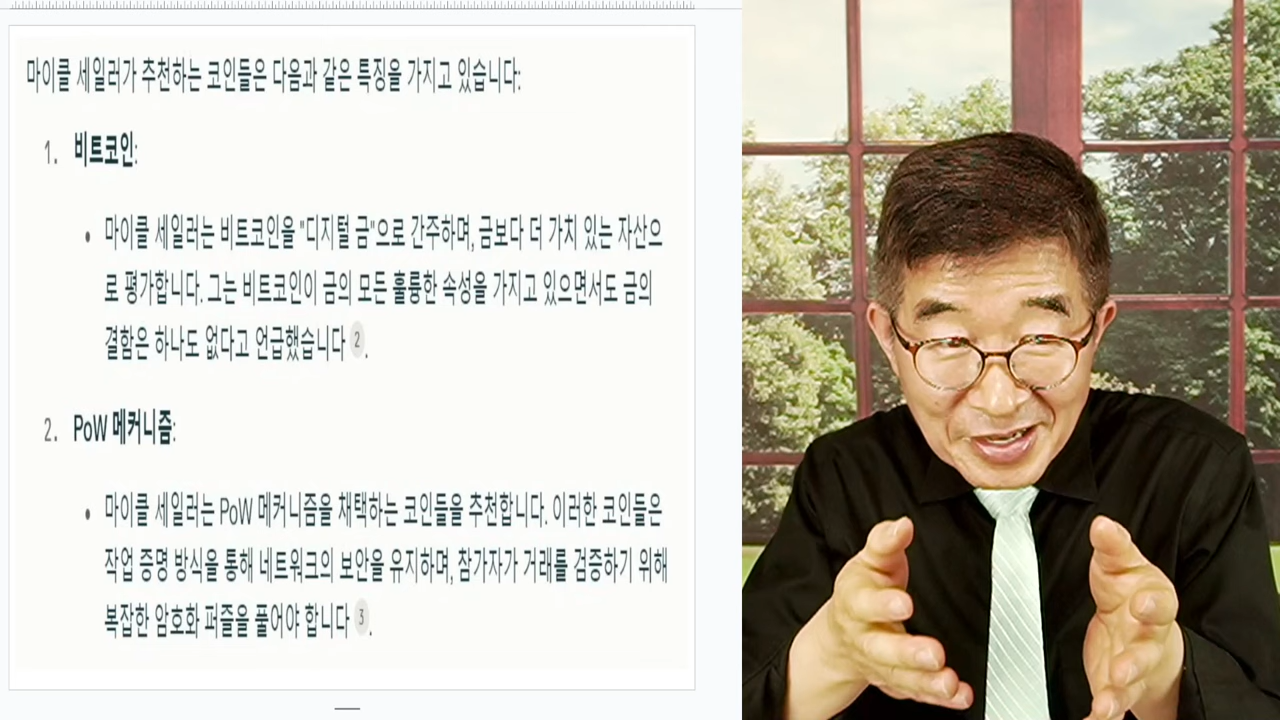 마이클 세일러가 추천하는 코인들은 다음과 같은 특징을 가지고 있습니다:
1. 비트코인:
• 마이클 세일러는 비트코인을 "디지털 금"으로 간주하며, 금보다 더 가치 있는 자산으
로 평가합니다. 그는 비트코인이 금의 모든 훌륭한 속성을 가지고 있으면서도 금의
결함은 하나도 없다고 언급했습니다 2.
2. PoW 메커니즘:
• 마이클 세일러는 PoW 메커니즘을 채택하는 코인들을 추천합니다. 이러한 코인들은
작업 증명 방식을 통해 네트워크의 보안을 유지하며, 참가자가 거래를 검증하기 위해
복잡한 암호화 퍼즐을 풀어야 합니다 3.